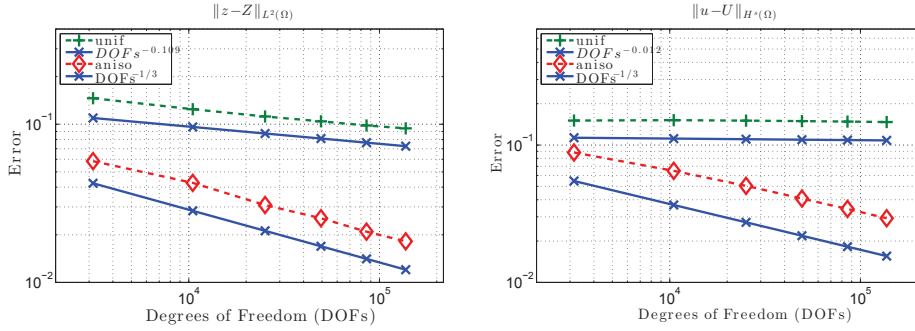 ‖z−Z‖_{L²(Ω)}
unif
DOFs^{−0.109}
aniso
DOFs^{−1/3}
Error
10^{−1}
10^{−2}
10^4
10^5
Degrees of Freedom (DOFs)
‖u−U‖_{H^s(Ω)}
unif
DOFs^{−0.012}
aniso
DOFs^{−1/3}
Error
10^{−1}
10^{−2}
10^4
10^5
Degrees of Freedom (DOFs)